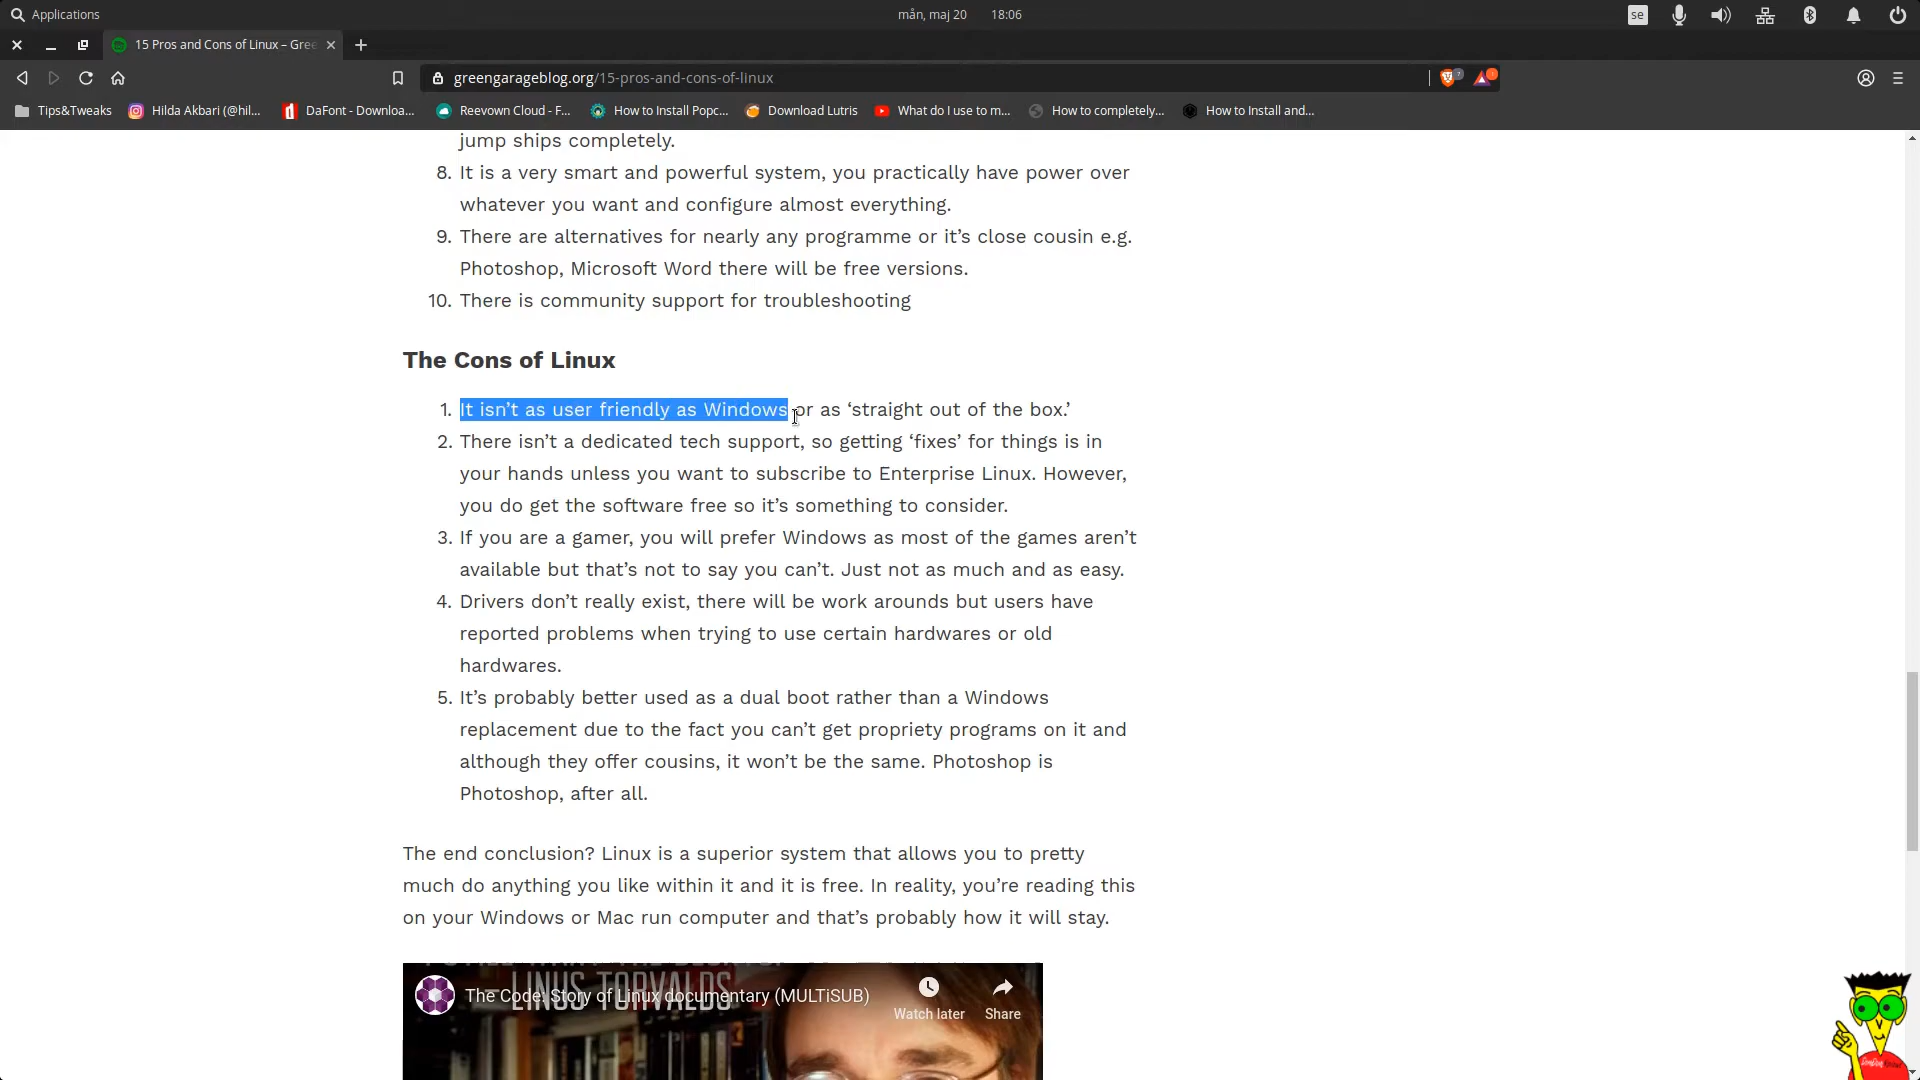 Applications
mån, maj 20 18:06
se
15 Pros and Cons of Linux – Gree
greengarageblog.org/15-pros-and-cons-of-linux
Tips&Tweaks
Hilda Akbari (@hil...
DaFont - Downloa...
Reevown Cloud - F...
How to Install Popc...
Download Lutris
What do I use to m...
How to completely...
How to Install and...
jump ships completely.
8. It is a very smart and powerful system, you practically have power over
whatever you want and configure almost everything.
9. There are alternatives for nearly any programme or it’s close cousin e.g.
Photoshop, Microsoft Word there will be free versions.
10. There is community support for troubleshooting
The Cons of Linux
1. It isn’t as user friendly as Windows or as ‘straight out of the box.’
2. There isn’t a dedicated tech support, so getting ‘fixes’ for things is in
your hands unless you want to subscribe to Enterprise Linux. However,
you do get the software free so it’s something to consider.
3. If you are a gamer, you will prefer Windows as most of the games aren’t
available but that’s not to say you can’t. Just not as much and as easy.
4. Drivers don’t really exist, there will be work arounds but users have
reported problems when trying to use certain hardwares or old
hardwares.
5. It’s probably better used as a dual boot rather than a Windows
replacement due to the fact you can’t get propriety programs on it and
although they offer cousins, it won’t be the same. Photoshop is
Photoshop, after all.
The end conclusion? Linux is a superior system that allows you to pretty
much do anything you like within it and it is free. In reality, you’re reading this
on your Windows or Mac run computer and that’s probably how it will stay.
LINUS TORVALDS
The Code: Story of Linux documentary (MULTiSUB)
Watch later
Share